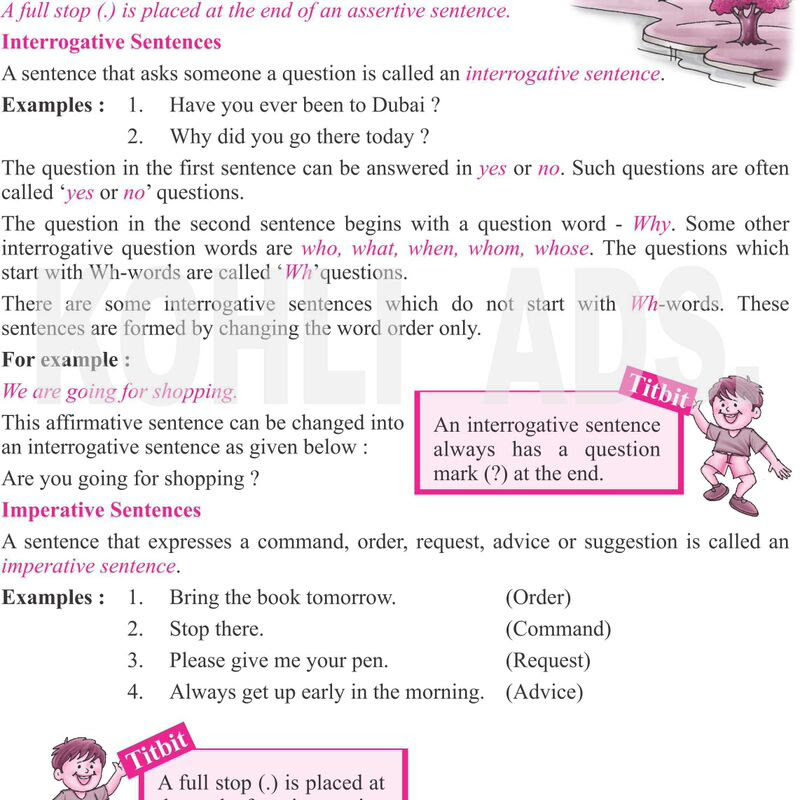 A full stop (.) is placed at the end of an assertive sentence.
Interrogative Sentences
A sentence that asks someone a question is called an interrogative sentence.
Examples : 1. Have you ever been to Dubai ?
2. Why did you go there today ?
The question in the first sentence can be answered in yes or no. Such questions are often
called ‘yes or no’ questions.
The question in the second sentence begins with a question word - Why. Some other
interrogative question words are who, what, when, whom, whose. The questions which
start with Wh-words are called ‘Wh’questions.
There are some interrogative sentences which do not start with Wh-words. These
sentences are formed by changing the word order only.
KOHLI ADS.
For example :
We are going for shopping.
This affirmative sentence can be changed into
an interrogative sentence as given below :
Are you going for shopping ?
Titbit
An interrogative sentence
always has a question
mark (?) at the end.
Imperative Sentences
A sentence that expresses a command, order, request, advice or suggestion is called an
imperative sentence.
Examples : 1. Bring the book tomorrow. (Order)
2. Stop there. (Command)
3. Please give me your pen. (Request)
4. Always get up early in the morning. (Advice)
Titbit
A full stop (.) is placed at